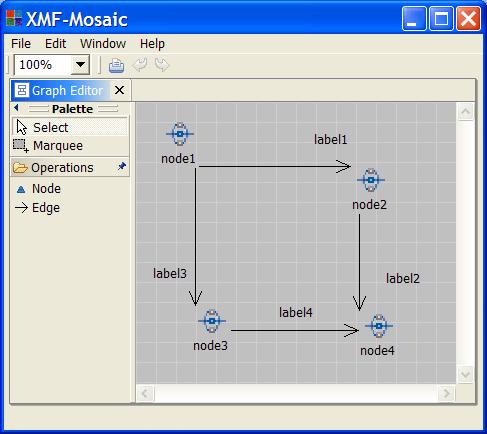 XMF-Mosaic
File Edit Window Help
100%
Graph Editor
Palette
Select
Marquee
Operations
Node
Edge
label1
node1
node2
label3
label2
label4
node3
node4